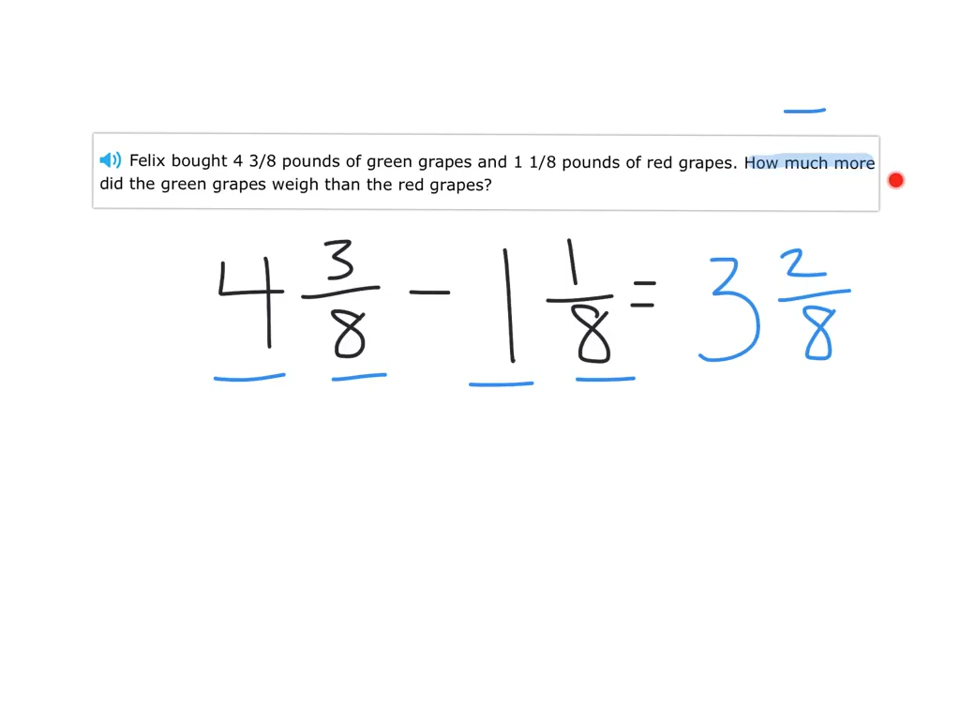 Felix bought 4 3/8 pounds of green grapes and 1 1/8 pounds of red grapes. How much more
did the green grapes weigh than the red grapes?
4 3/8 − 1 1/8 = 3 2/8